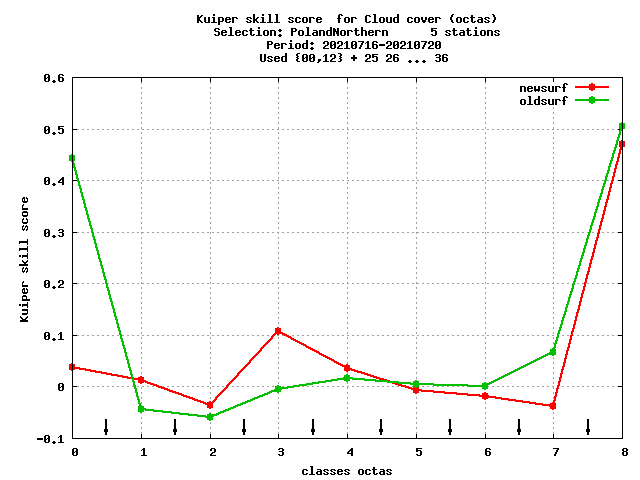 Kuiper skill score for Cloud cover (octas)
Selection: PolandNorthern 5 stations
Period: 20210716-20210720
Used {00,12} + 25 26 ... 36
newsurf
oldsurf
0.6
0.5
0.4
0.3
0.2
0.1
0
-0.1
Kuiper skill score
0 1 2 3 4 5 6 7 8
classes octas